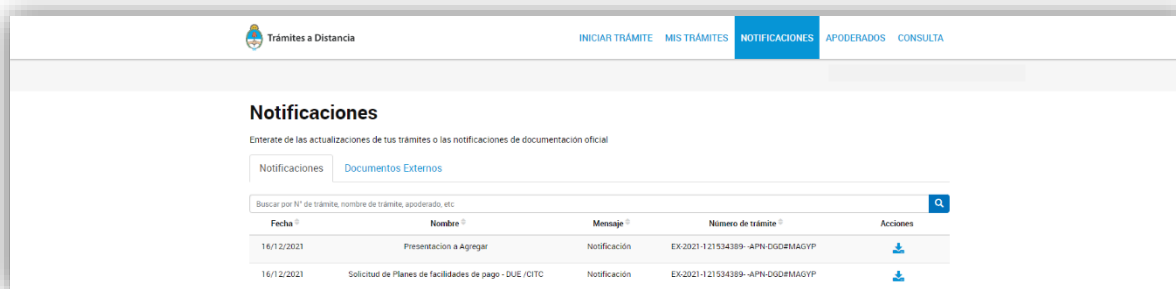 Trámites a Distancia INICIAR TRÁMITE MIS TRÁMITES NOTIFICACIONES APODERADOS CONSULTA
Notificaciones
Enterate de las actualizaciones de tus trámites o las notificaciones de documentación oficial
Notificaciones Documentos Externos
Buscar por N° de trámite, nombre de trámite, apoderado, etc
Fecha Nombre Mensaje Número de trámite Acciones
16/12/2021 Presentacion a Agregar Notificación EX-2021-121534389- -APN-DGD#MAGYP
16/12/2021 Solicitud de Planes de facilidades de pago - DUE /CITC Notificación EX-2021-121534389- -APN-DGD#MAGYP